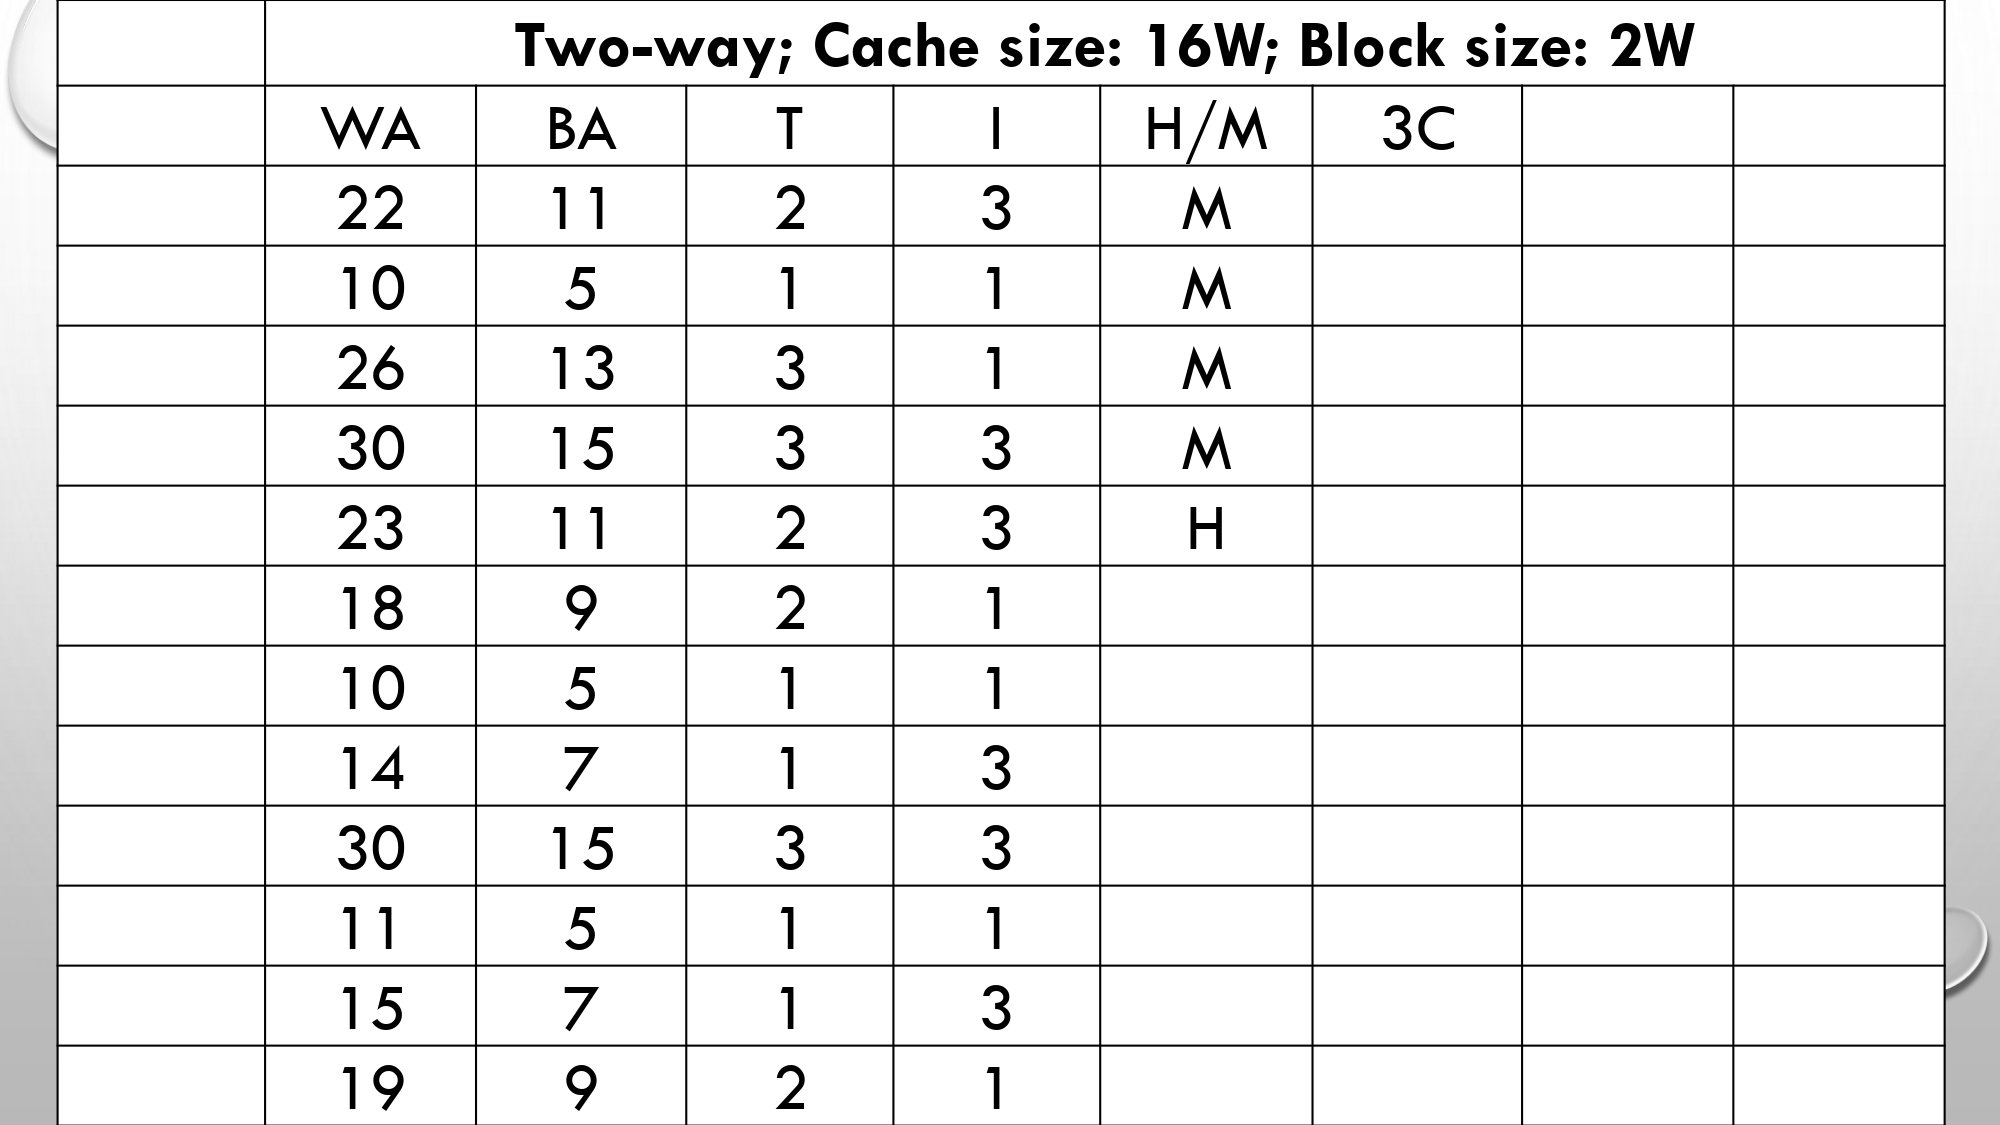 Two-way; Cache size: 16W; Block size: 2W
WA BA T I H/M 3C
22 11 2 3 M
10 5 1 1 M
26 13 3 1 M
30 15 3 3 M
23 11 2 3 H
18 9 2 1
10 5 1 1
14 7 1 3
30 15 3 3
11 5 1 1
15 7 1 3
19 9 2 1